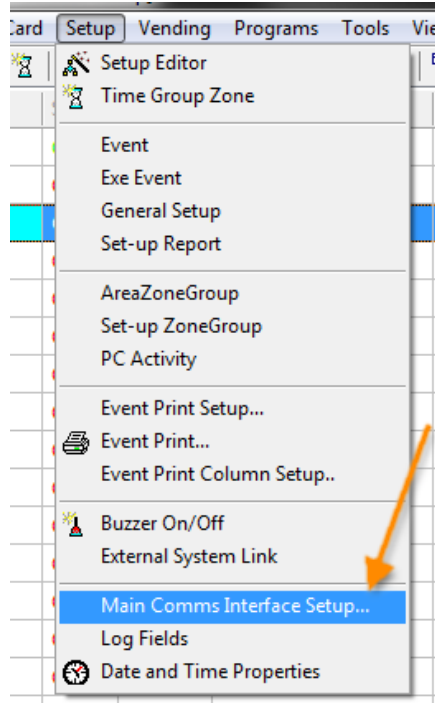 Card Setup Vending Programs Tools Vie
Setup Editor
Time Group Zone
Event
Exe Event
General Setup
Set-up Report
AreaZoneGroup
Set-up ZoneGroup
PC Activity
Event Print Setup...
Event Print...
Event Print Column Setup..
Buzzer On/Off
External System Link
Main Comms Interface Setup...
Log Fields
Date and Time Properties